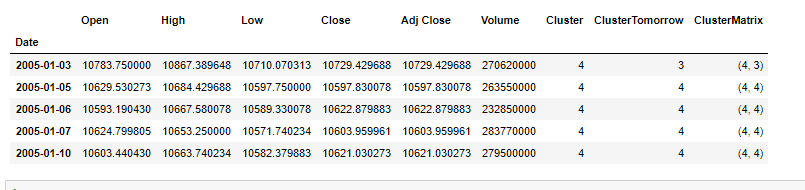 Open High Low Close Adj Close Volume Cluster ClusterTomorrow ClusterMatrix
Date
2005-01-03 10783.750000 10867.389648 10710.070313 10729.429688 10729.429688 270620000 4 3 (4, 3)
2005-01-05 10629.530273 10684.429688 10597.750000 10597.830078 10597.830078 263550000 4 4 (4, 4)
2005-01-06 10593.190430 10667.580078 10589.330078 10622.879883 10622.879883 232850000 4 4 (4, 4)
2005-01-07 10624.799805 10653.250000 10571.740234 10603.959961 10603.959961 283770000 4 4 (4, 4)
2005-01-10 10603.440430 10663.740234 10582.379883 10621.030273 10621.030273 279500000 4 4 (4, 4)